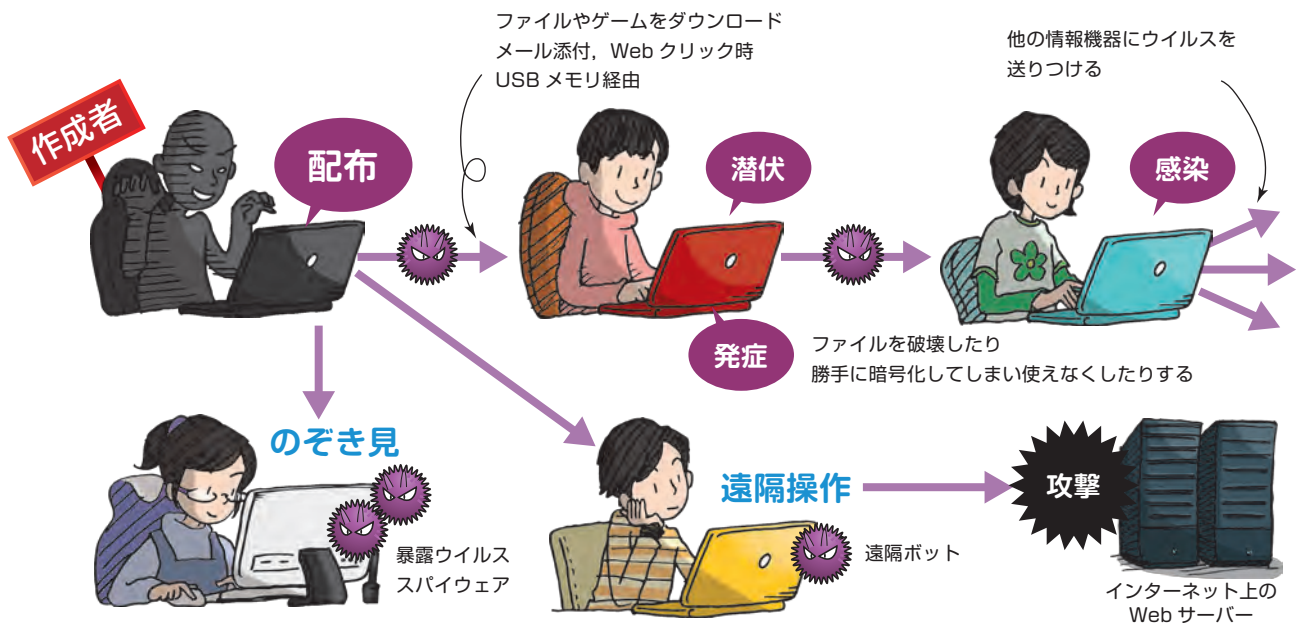 ファイルやゲームをダウンロード
メール添付，Web クリック時
USB メモリ経由
他の情報機器にウイルスを
送りつける
作成者
配布
潜伏
感染
発症
ファイルを破壊したり
勝手に暗号化してしまい使えなくしたりする
のぞき見
暴露ウイルス
スパイウェア
遠隔操作
遠隔ボット
攻撃
インターネット上の
Web サーバー